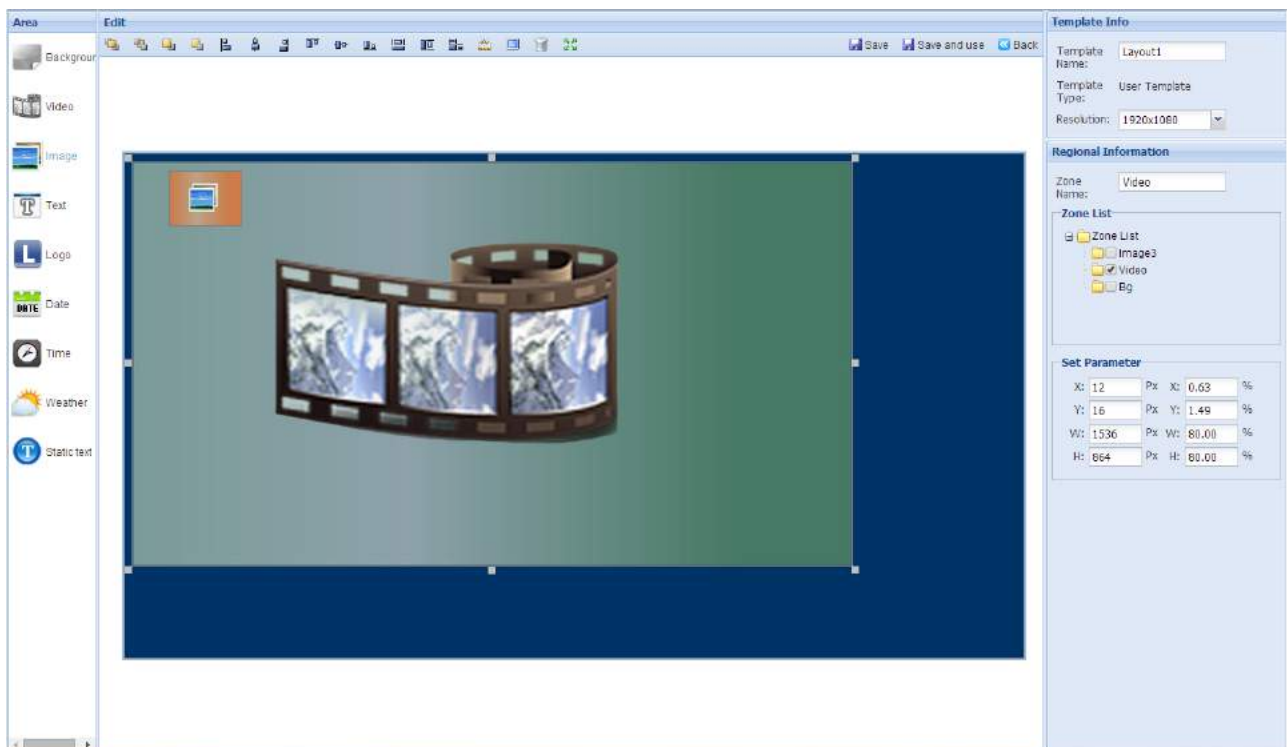 Area
Backgrour
Video
Image
Text
Logo
DATE
Date
Time
Weather
Static text
Edit
Save
Save and use
Back
Template Info
Template Name:
Layout1
Template Type:
User Template
Resolution:
1920x1080
Regional Information
Zone Name:
Video
Zone List
Zone List
Image3
Video
Bg
Set Parameter
X: 12 Px X: 0.63 %
Y: 16 Px Y: 1.49 %
W: 1536 Px W: 80.00 %
H: 864 Px H: 80.00 %